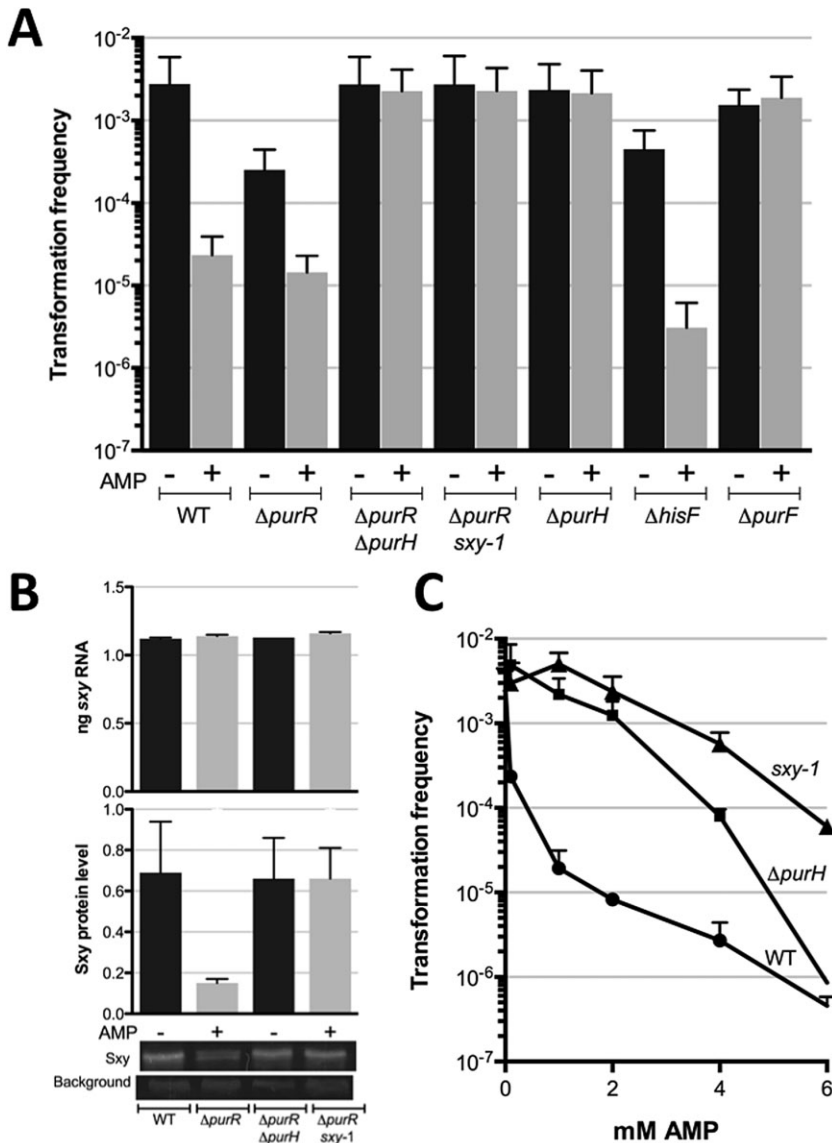 A
Transformation frequency
10-2
10-3
10-4
10-5
10-6
10-7
AMP - + - + - + - + - + - + - +
WT ΔpurR ΔpurR ΔpurR ΔpurH ΔhisF ΔpurF
ΔpurH sxy-1
B
ng sxy RNA
1.5
1.0
0.5
0.0
Sxy protein level
1.0
0.8
0.6
0.4
0.2
0.0
AMP - + - +
Sxy
Background
WT ΔpurR ΔpurR ΔpurR
ΔpurH sxy-1
C
Transformation frequency
10-2
10-3
10-4
10-5
10-6
10-7
sxy-1
ΔpurH
WT
0 2 4 6
mM AMP